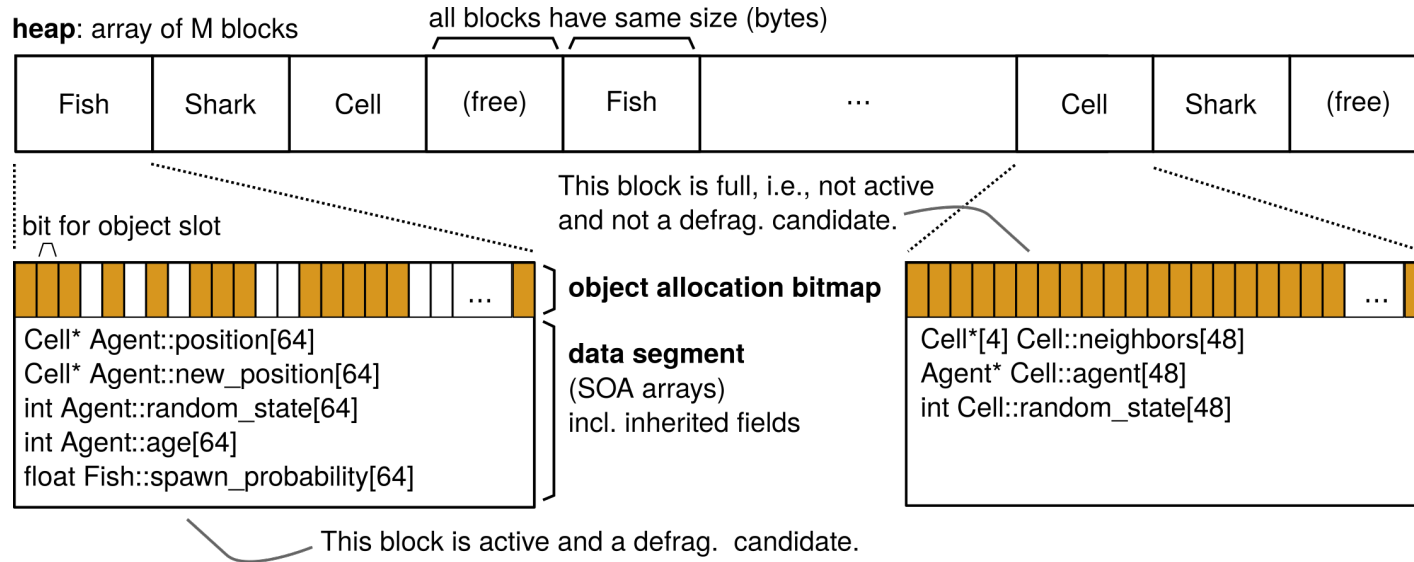 heap: array of M blocks
all blocks have same size (bytes)
Fish
Shark
Cell
(free)
Fish
...
Cell
Shark
(free)
This block is full, i.e., not active
and not a defrag. candidate.
bit for object slot
...
object allocation bitmap
...
Cell* Agent::position[64]
Cell* Agent::new_position[64]
int Agent::random_state[64]
int Agent::age[64]
float Fish::spawn_probability[64]
data segment
(SOA arrays)
incl. inherited fields
Cell*[4] Cell::neighbors[48]
Agent* Cell::agent[48]
int Cell::random_state[48]
This block is active and a defrag. candidate.